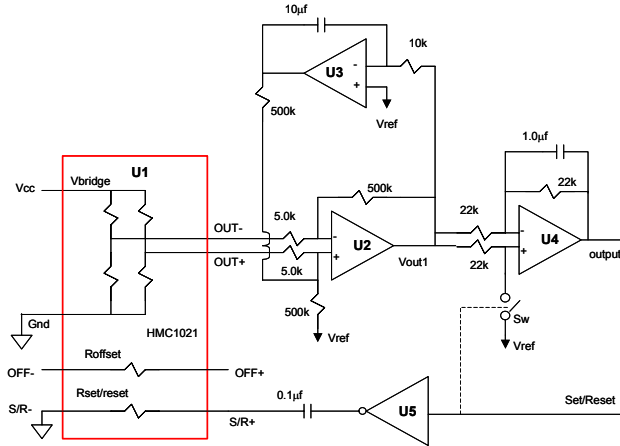 10µf
U3
-
+
10k
Vref
500k
U1
Vcc
Vbridge
500k
1.0µf
22k
OUT-
5.0k
-
+
U2
22k
-
+
U4
OUT+
5.0k
Vout1
22k
output
500k
Sw
Gnd
HMC1021
Vref
Vref
Roffset
OFF-
OFF+
Rset/reset
0.1µf
Set/Reset
S/R-
S/R+
U5